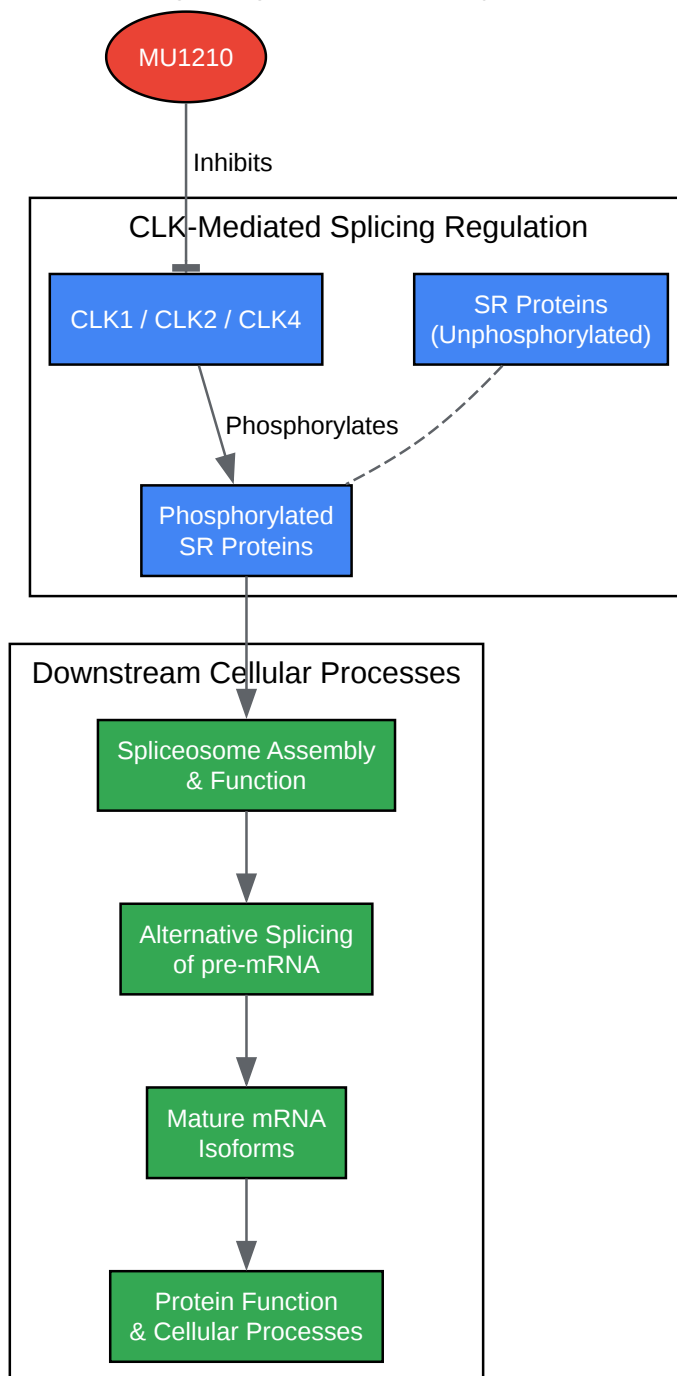 MU1210
Inhibits
CLK-Mediated Splicing Regulation
CLK1 / CLK2 / CLK4
SR Proteins
(Unphosphorylated)
Phosphorylates
Phosphorylated
SR Proteins
Downstream Cellular Processes
Spliceosome Assembly
& Function
Alternative Splicing
of pre-mRNA
Mature mRNA
Isoforms
Protein Function
& Cellular Processes